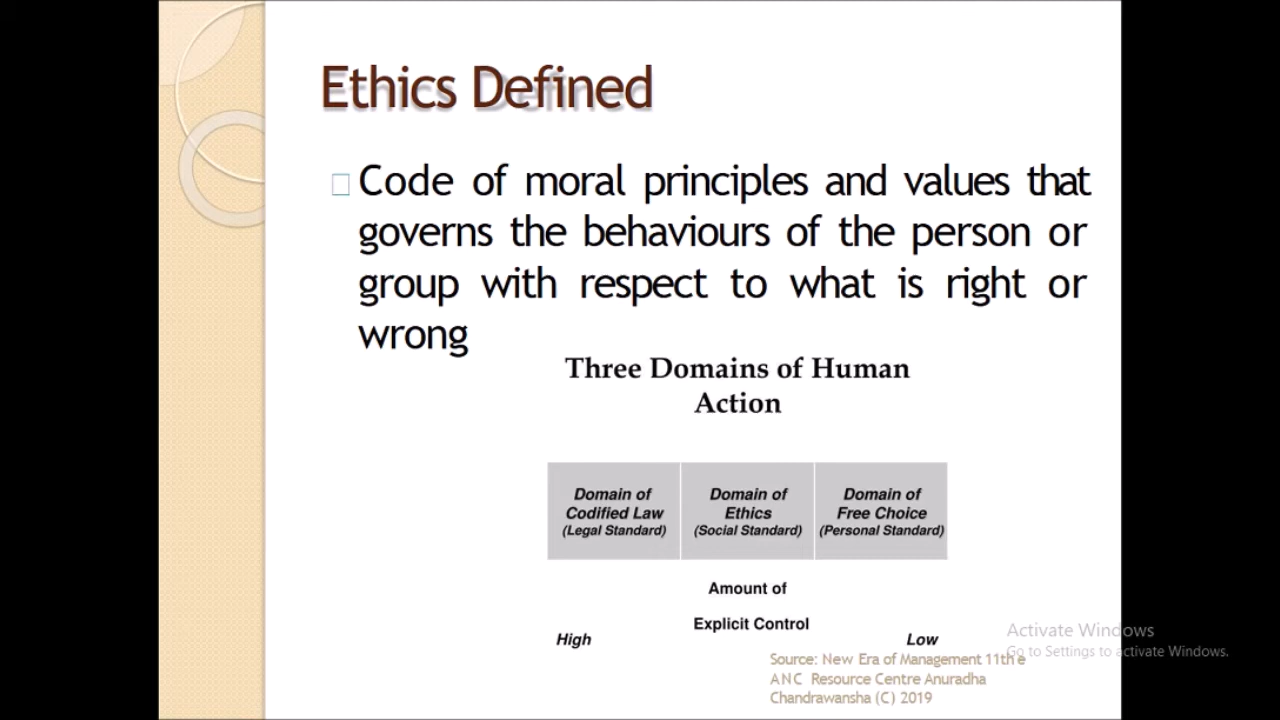 Ethics Defined
Code of moral principles and values that
governs the behaviours of the person or
group with respect to what is right or
wrong
Three Domains of Human
Action
Domain of
Codified Law
(Legal Standard)
Domain of
Ethics
(Social Standard)
Domain of
Free Choice
(Personal Standard)
Amount of
Explicit Control
High
Low
Activate Windows
Go to Settings to activate Windows.
Source: New Era of Management 11th e
ANC Resource Centre Anuradha
Chandrawansha (C) 2019